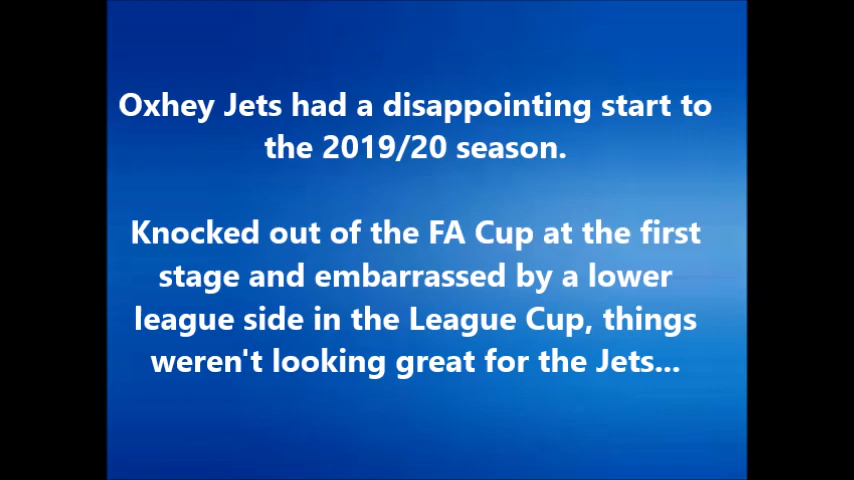 Oxhey Jets had a disappointing start to
the 2019/20 season.
Knocked out of the FA Cup at the first
stage and embarrassed by a lower
league side in the League Cup, things
weren't looking great for the Jets...